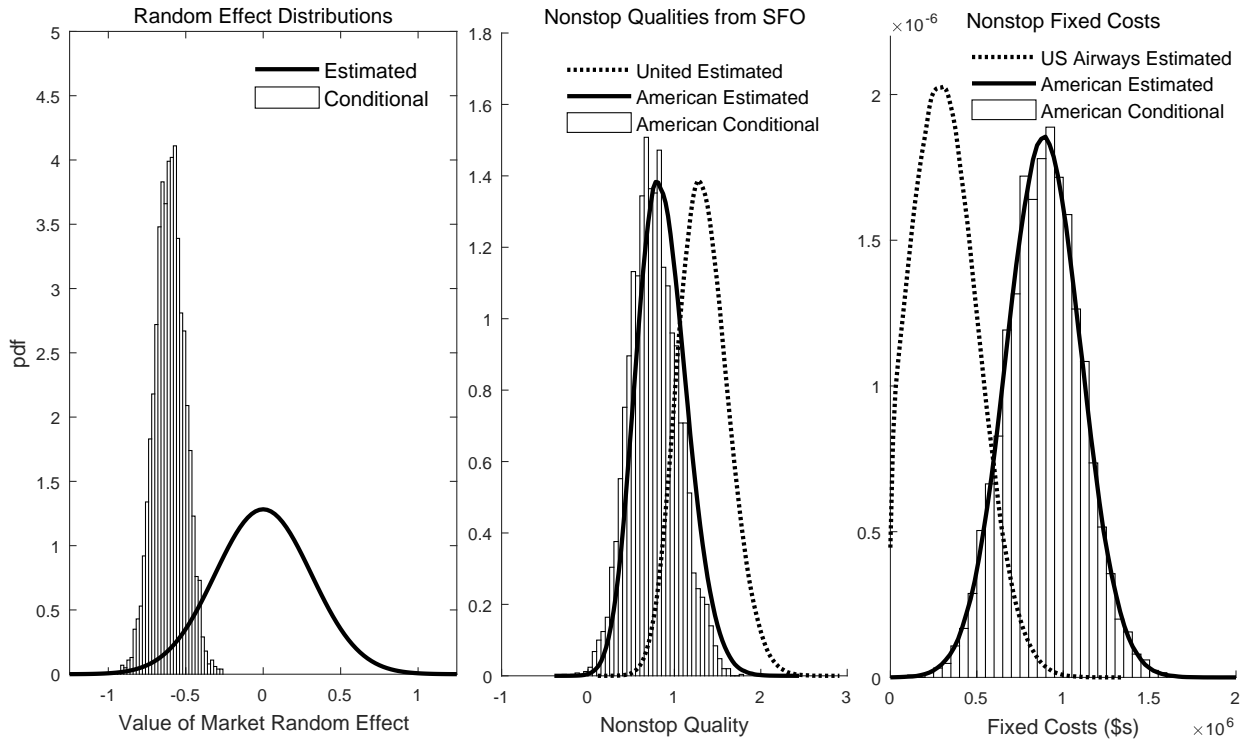 Random Effect Distributions
Estimated
Conditional
pdf
5
4.5
4
3.5
3
2.5
2
1.5
1
0.5
0
-1
-0.5
0
0.5
1
Value of Market Random Effect
Nonstop Qualities from SFO
United Estimated
American Estimated
American Conditional
1.8
1.6
1.4
1.2
1
0.8
0.6
0.4
0.2
0
-1
0
1
2
3
Nonstop Quality
×10^-6
Nonstop Fixed Costs
US Airways Estimated
American Estimated
American Conditional
2
1.5
1
0.5
0
0
0.5
1
1.5
2
Fixed Costs ($s)
×10^6